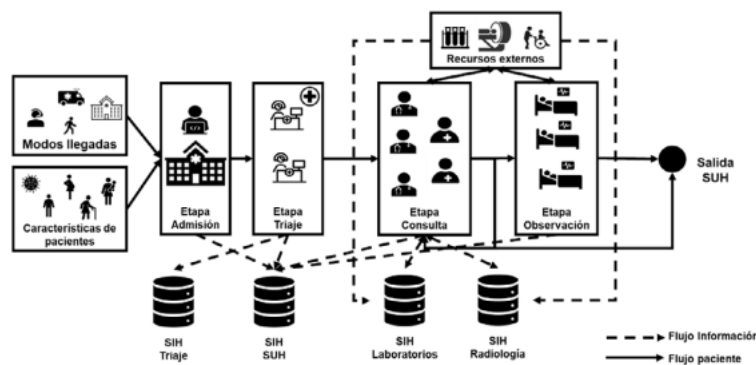 Recursos externos
Modos llegadas
Características de
pacientes
Etapa
Admisión
Etapa
Triaje
Etapa
Consulta
Etapa
Observación
Salida
SUH
SIH
Triaje
SIH
SUH
SIH
Laboratorios
SIH
Radiología
Flujo Información
Flujo paciente